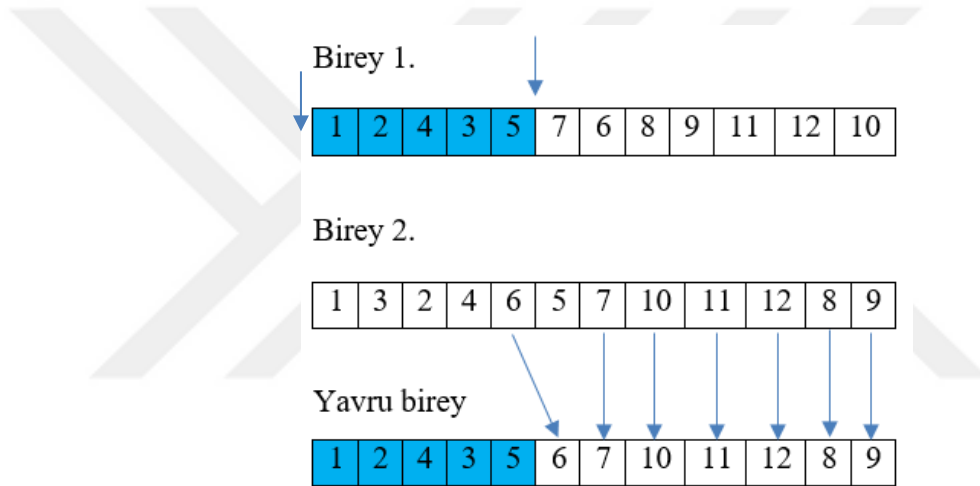 Birey 1.
1 2 4 3 5 7 6 8 9 11 12 10
Birey 2.
1 3 2 4 6 5 7 10 11 12 8 9
Yavru birey
1 2 4 3 5 6 7 10 11 12 8 9